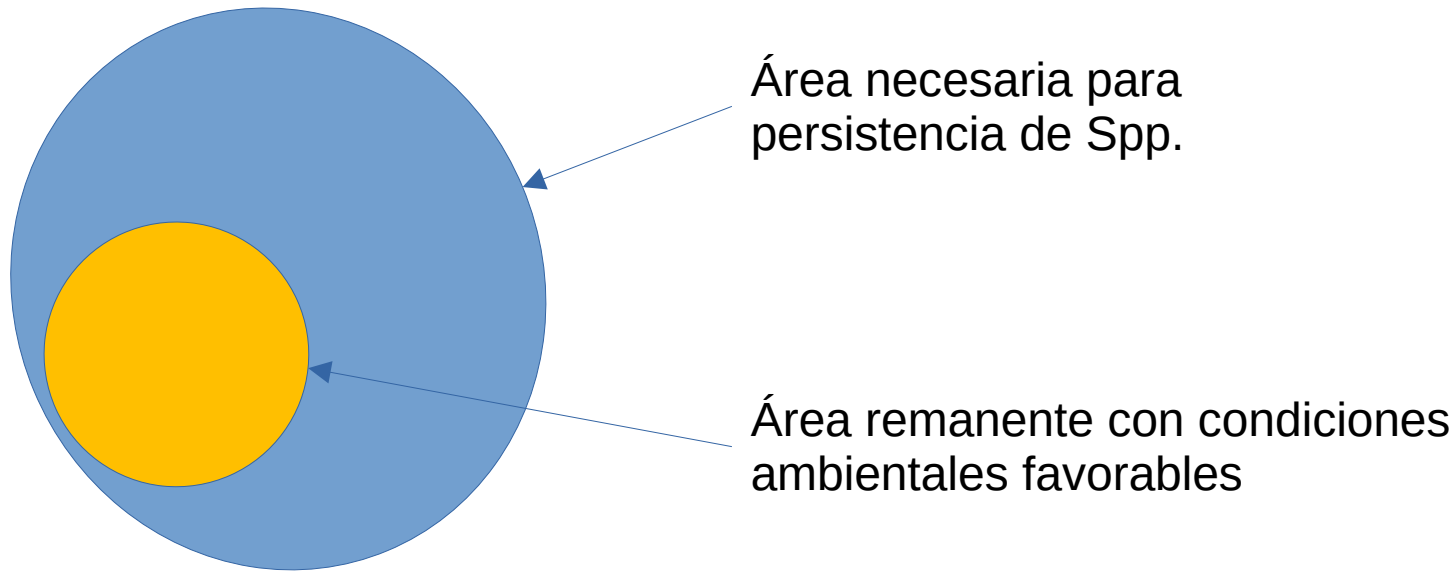 Área necesaria para
persistencia de Spp.
Área remanente con condiciones
ambientales favorables